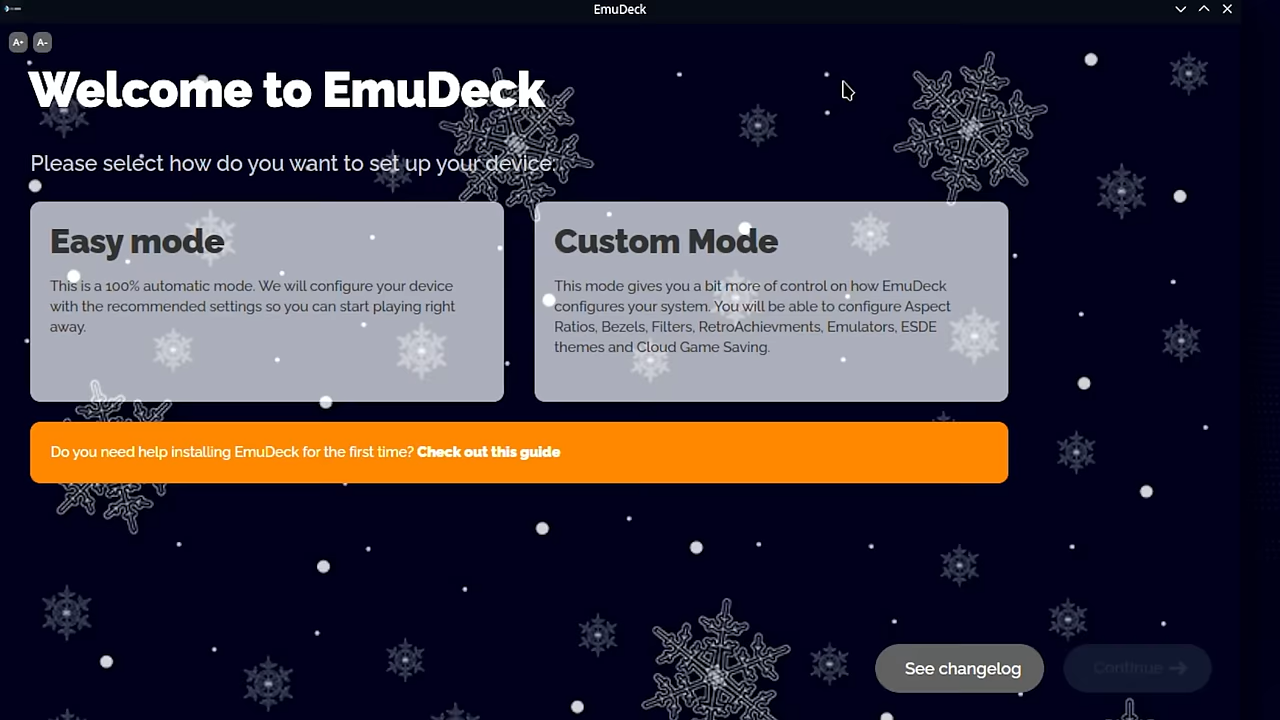 EmuDeck
A+ A-
Welcome to EmuDeck
Please select how do you want to set up your device:
Easy mode
This is a 100% automatic mode. We will configure your device
with the recommended settings so you can start playing right
away.
Custom Mode
This mode gives you a bit more of control on how EmuDeck
configures your system. You will be able to configure Aspect
Ratios, Bezels, Filters, RetroAchievments, Emulators, ESDE
themes and Cloud Game Saving.
Do you need help installing EmuDeck for the first time? Check out this guide
See changelog
Continue